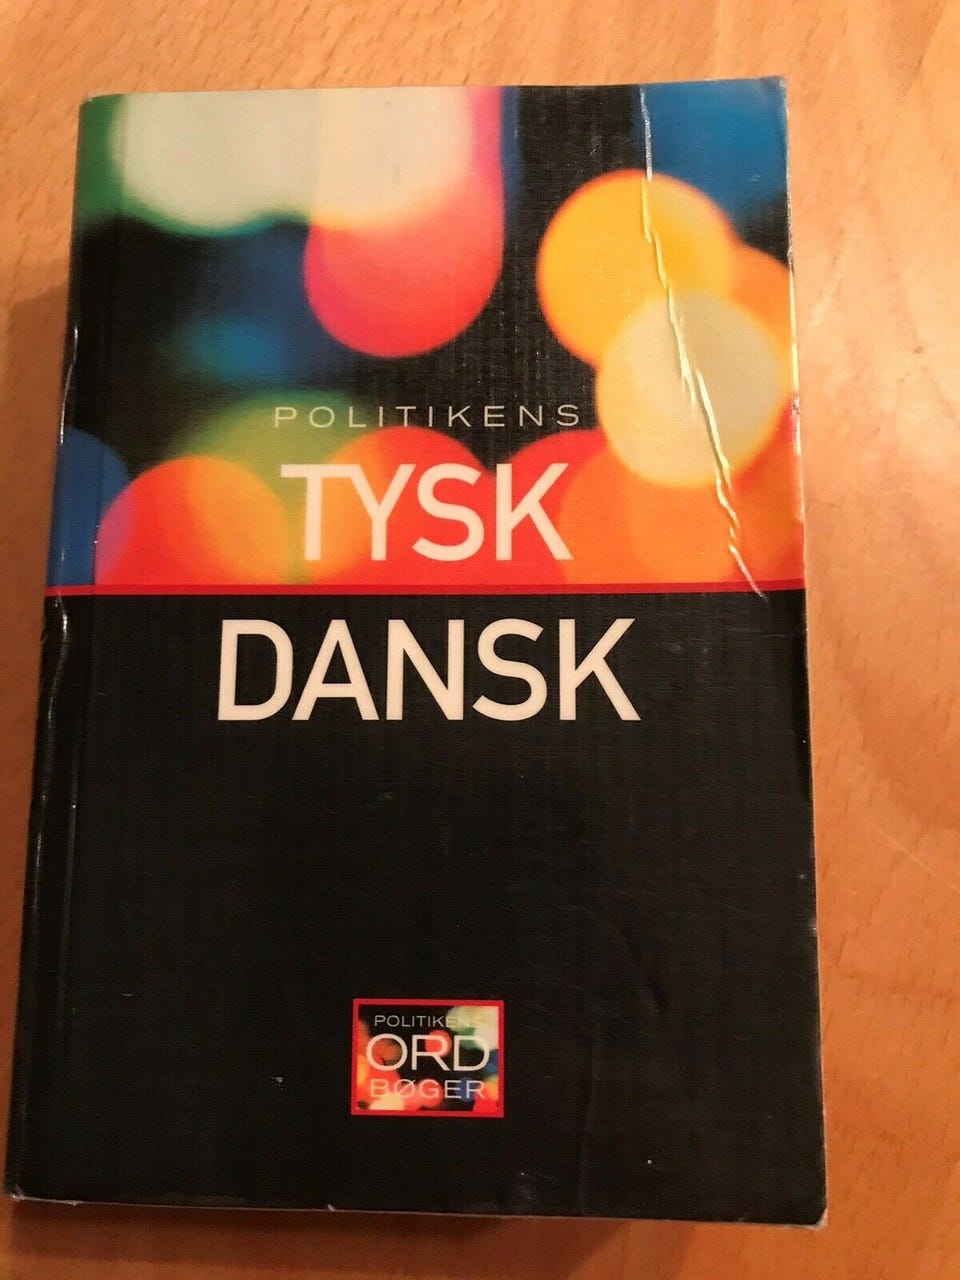 POLITIKENS
TYSK
DANSK
POLITIKENS
ORD
BØGER